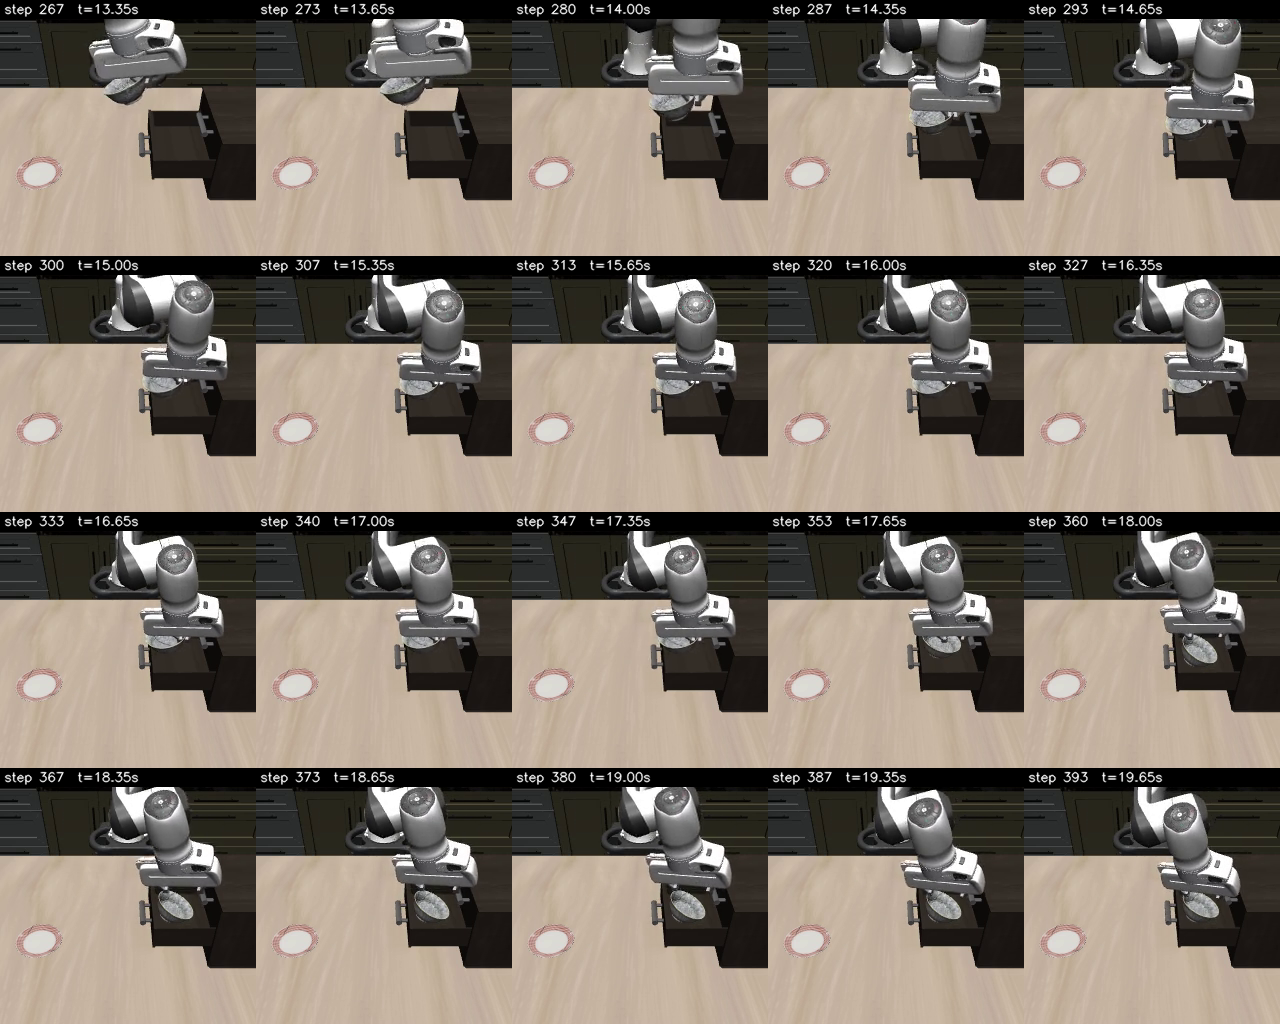 step 267 t=13.35s
step 273 t=13.65s
step 280 t=14.00s
step 287 t=14.35s
step 293 t=14.65s
step 300 t=15.00s
step 307 t=15.35s
step 313 t=15.65s
step 320 t=16.00s
step 327 t=16.35s
step 333 t=16.65s
step 340 t=17.00s
step 347 t=17.35s
step 353 t=17.65s
step 360 t=18.00s
step 367 t=18.35s
step 373 t=18.65s
step 380 t=19.00s
step 387 t=19.35s
step 393 t=19.65s